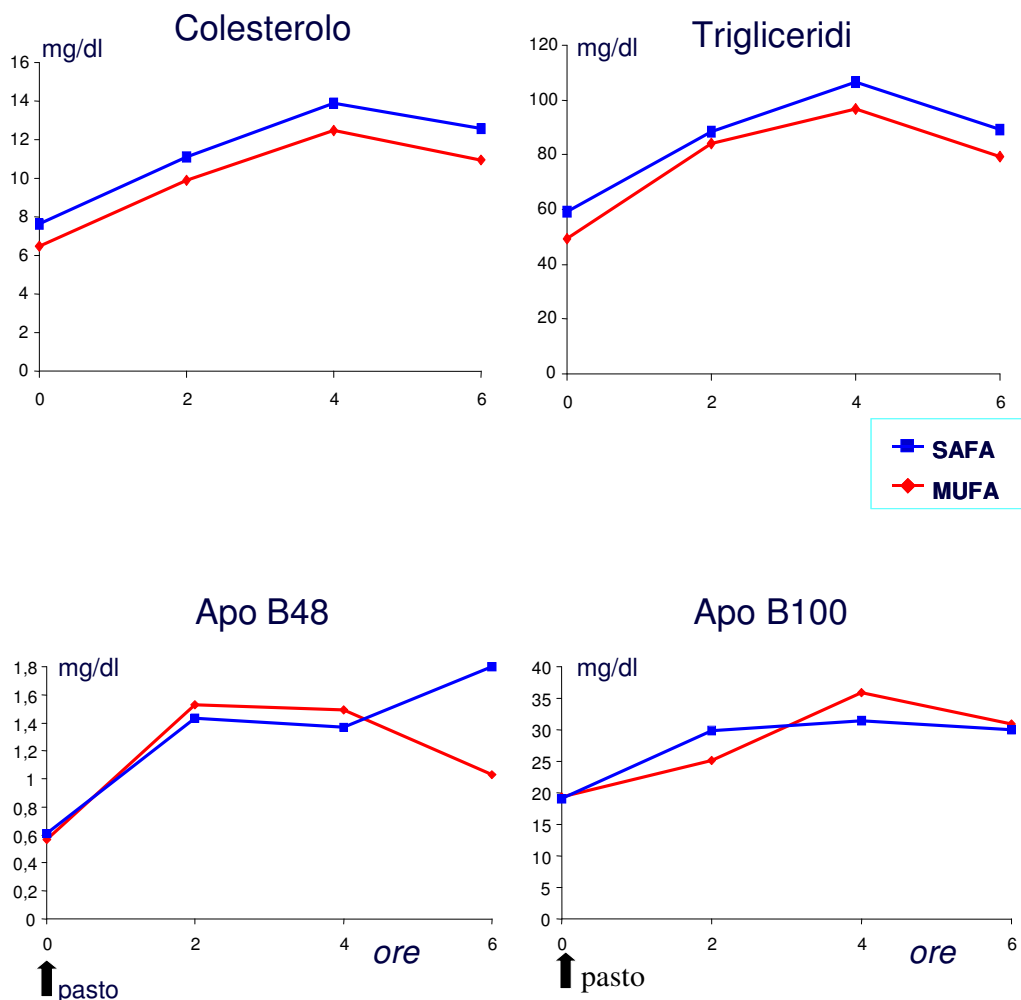 Colesterolo
mg/dl
16
14
12
10
8
6
4
2
0
0 2 4 6
Trigliceridi
mg/dl
120
100
80
60
40
20
0
0 2 4 6
SAFA
MUFA
Apo B48
mg/dl
1,8
1,6
1,4
1,2
1
0,8
0,6
0,4
0,2
0
0 2 4 6
ore
pasto
Apo B100
mg/dl
40
35
30
25
20
15
10
5
0
0 2 4 6
ore
pasto